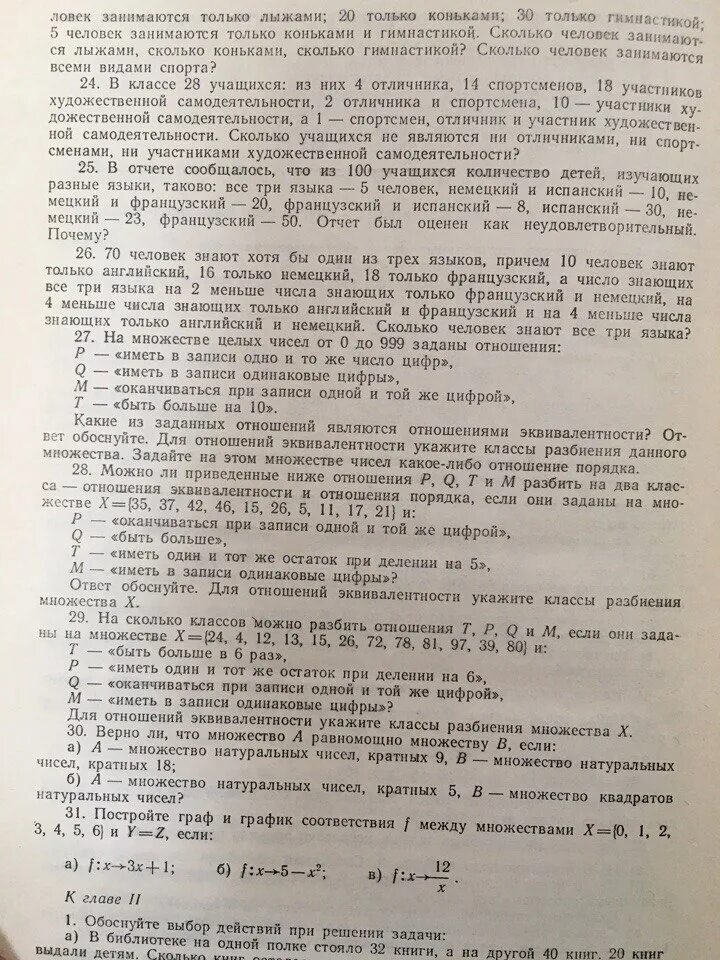 ловек занимаются только лыжами; 20 только коньками; 30 только гимнастикой;
5 человек занимаются только коньками и гимнастикой. Сколько человек занимают-
ся лыжами, сколько коньками, сколько гимнастикой? Сколько человек занимаются
всеми видами спорта?
24. В классе 28 учащихся: из них 4 отличника, 14 спортсменов, 18 участников
художественной самодеятельности, 2 отличника и спортсмена, 10 — участники ху-
дожественной самодеятельности, а 1 — спортсмен, отличник и участник художествен-
ной самодеятельности. Сколько учащихся не являются ни отличниками, ни спорт-
сменами, ни участниками художественной самодеятельности?
25. В отчете сообщалось, что из 100 учащихся количество детей, изучающих
разные языки, таково: все три языка — 5 человек, немецкий и испанский — 10, не-
мецкий и французский — 20, французский и испанский — 8, испанский — 30, не-
мецкий — 23, французский — 50. Отчет был оценен как неудовлетворительный.
Почему?
26. 70 человек знают хотя бы один из трех языков, причем 10 человек знают
только английский, 16 только немецкий, 18 только французский, а число знающих
все три языка на 2 меньше числа знающих только французский и немецкий, на
4 меньше числа знающих только английский и французский и на 4 меньше числа
знающих только английский и немецкий. Сколько человек знают все три языка?
27. На множестве целых чисел от 0 до 999 заданы отношения:
P — «иметь в записи одно и то же число цифр»,
Q — «иметь в записи одинаковые цифры»,
M — «оканчиваться при записи одной и той же цифрой»,
T — «быть больше на 10».
Какие из заданных отношений являются отношениями эквивалентности? От-
вет обоснуйте. Для отношений эквивалентности укажите классы разбиения данного
множества. Задайте на этом множестве чисел какое-либо отношение порядка.
28. Можно ли приведенные ниже отношения P, Q, T и M разбить на два клас-
са — отношения эквивалентности и отношения порядка, если они заданы на мно-
жестве X={35, 37, 42, 46, 15, 26, 5, 11, 17, 21} и:
P — «оканчиваться при записи одной и той же цифрой»,
Q — «быть больше»,
T — «иметь один и тот же остаток при делении на 5»,
M — «иметь в записи одинаковые цифры»?
Ответ обоснуйте. Для отношений эквивалентности укажите классы разбиения
множества X.
29. На сколько классов можно разбить отношения T, P, Q и M, если они зада-
ны на множестве X={24, 4, 12, 13, 15, 26, 72, 78, 81, 97, 39, 80} и:
T — «быть больше в 6 раз»,
P — «иметь один и тот же остаток при делении на 6»,
Q — «оканчиваться при записи одной и той же цифрой»,
M — «иметь в записи одинаковые цифры»?
Для отношений эквивалентности укажите классы разбиения множества X.
30. Верно ли, что множество A равномощно множеству B, если:
а) A — множество натуральных чисел, кратных 9, B — множество натуральных
чисел, кратных 18;
б) A — множество натуральных чисел, кратных 5, B — множество квадратов
натуральных чисел?
31. Постройте граф и график соответствия f между множествами X={0, 1, 2,
3, 4, 5, 6} и Y=Z, если:
а) f:x→3x+1; б) f:x→5−x²; в) f:x→12/x.
К главе II
1. Обоснуйте выбор действий при решении задачи:
а) В библиотеке на одной полке стояло 32 книги, а на другой 40 книг. 20 книг
выдали детям. Сколько книг